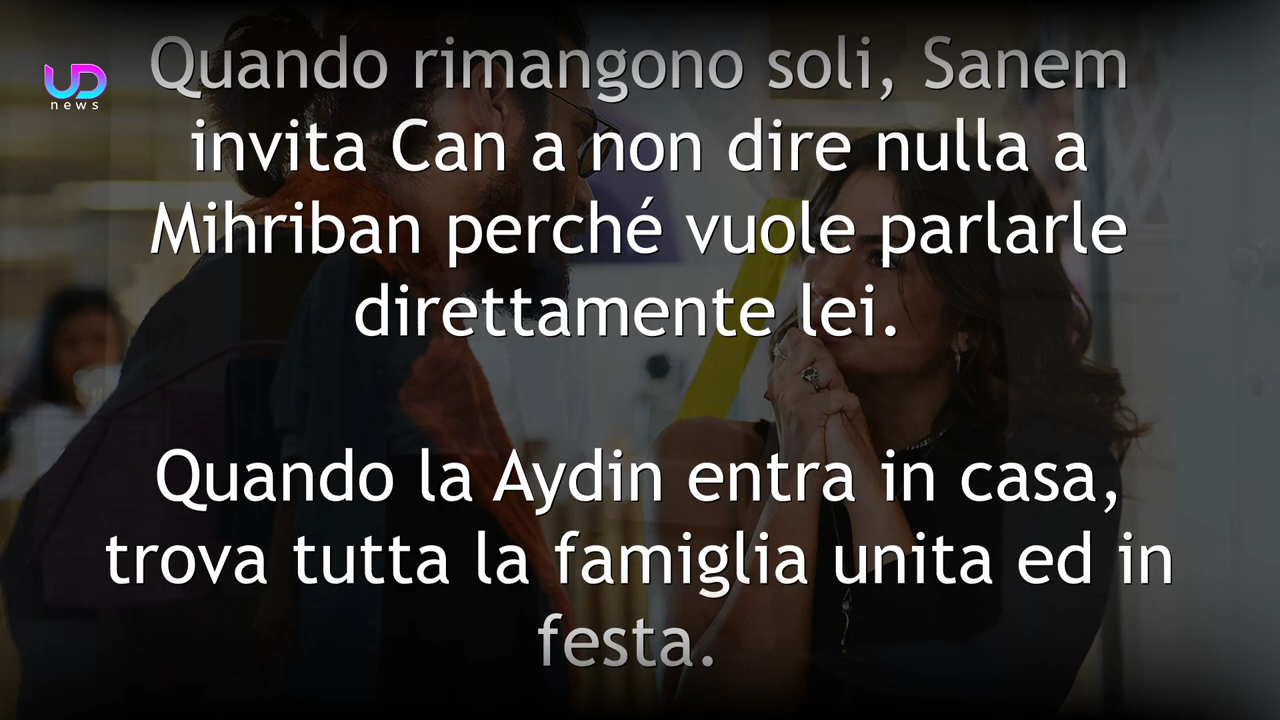 UD
news
Quando rimangono soli, Sanem
invita Can a non dire nulla a
Mihriban perché vuole parlarle
direttamente lei.
Quando la Aydin entra in casa,
trova tutta la famiglia unita ed in
festa.